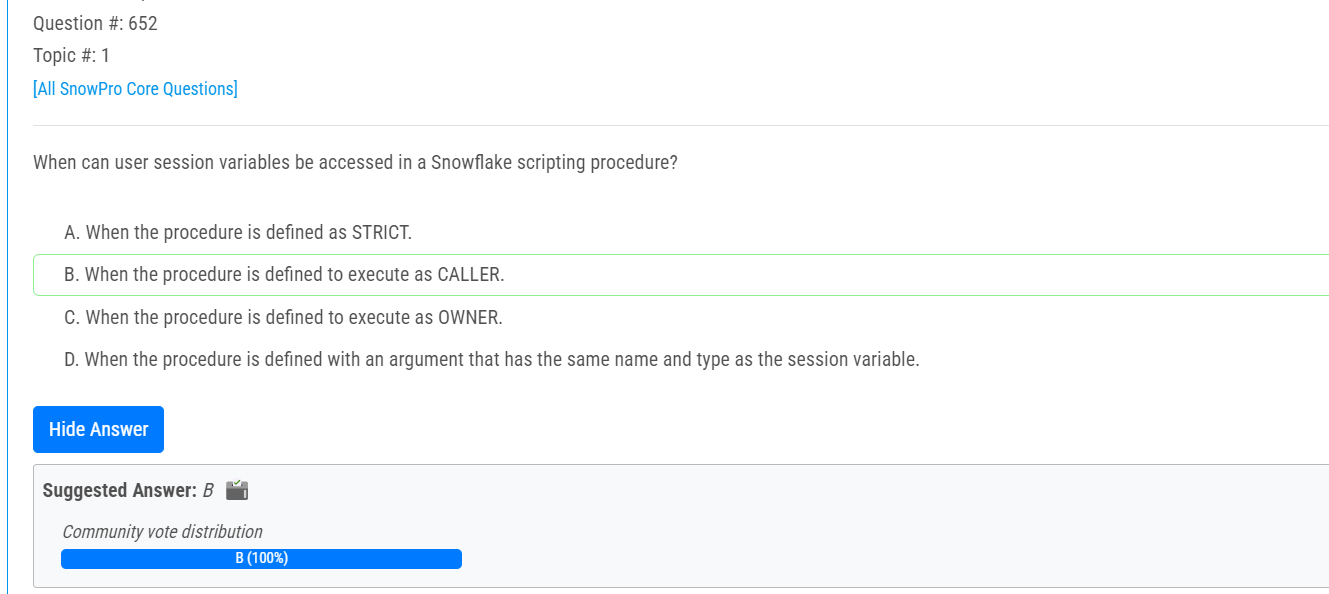 Question #: 652
Topic #: 1
[All SnowPro Core Questions]
When can user session variables be accessed in a Snowflake scripting procedure?
A. When the procedure is defined as STRICT.
B. When the procedure is defined to execute as CALLER.
C. When the procedure is defined to execute as OWNER.
D. When the procedure is defined with an argument that has the same name and type as the session variable.
Hide Answer
Suggested Answer: B
Community vote distribution
B (100%)